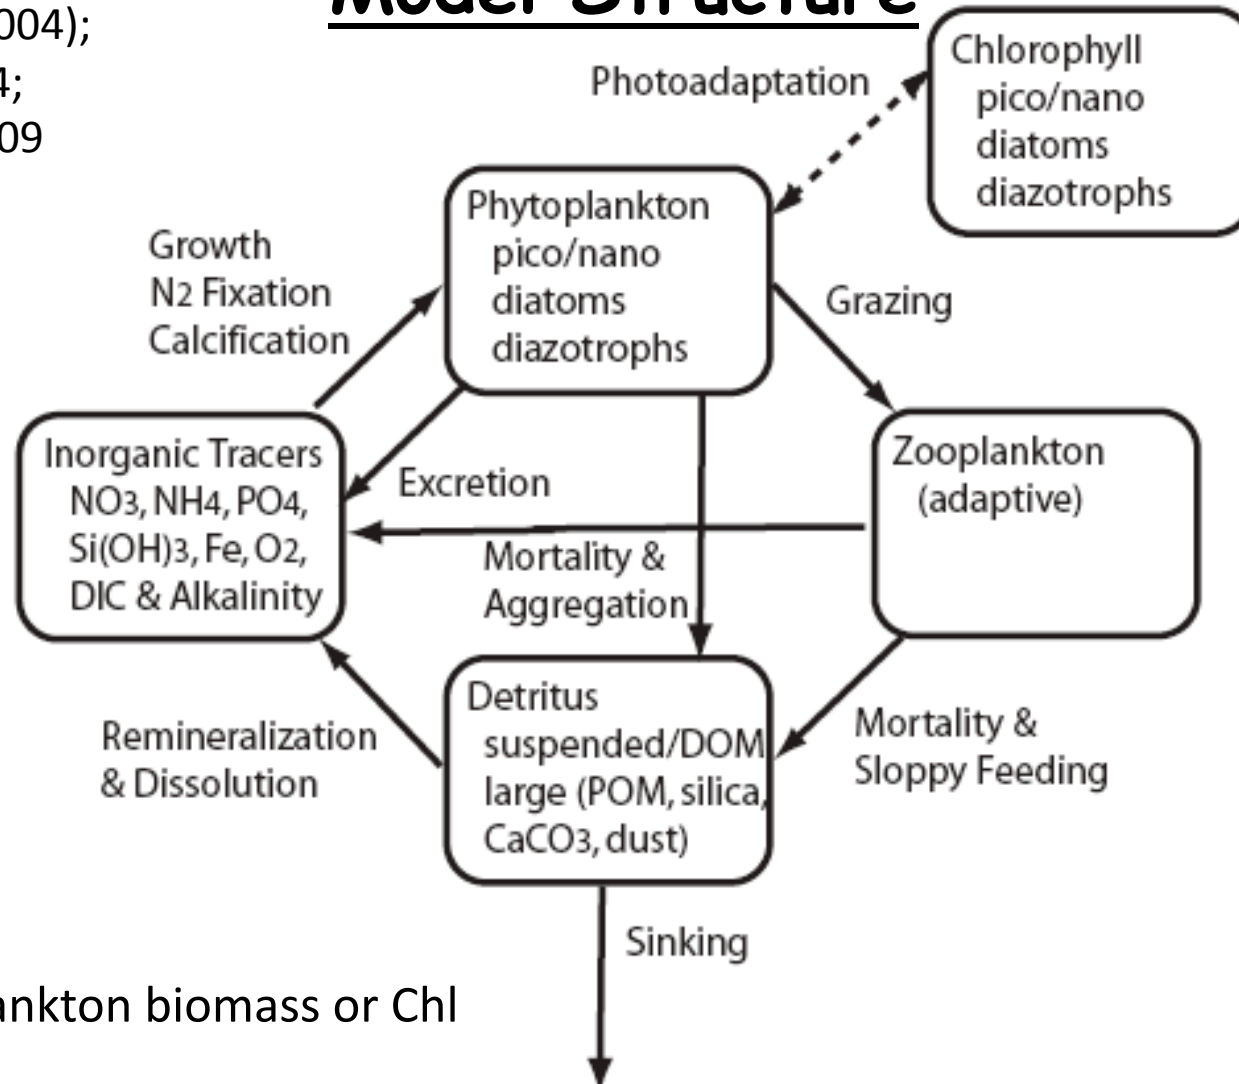 Model Structure
004);
4;
09
Photoadaptation
Chlorophyll
pico/nano
diatoms
diazotrophs
Phytoplankton
pico/nano
diatoms
diazotrophs
Growth
N2 Fixation
Calcification
Grazing
Inorganic Tracers
NO3, NH4, PO4,
Si(OH)3, Fe, O2,
DIC & Alkalinity
Excretion
Zooplankton
(adaptive)
Mortality &
Aggregation
Detritus
suspended/DOM
large (POM, silica,
CaCO3, dust)
Remineralization
& Dissolution
Mortality &
Sloppy Feeding
Sinking
ankton biomass or Chl